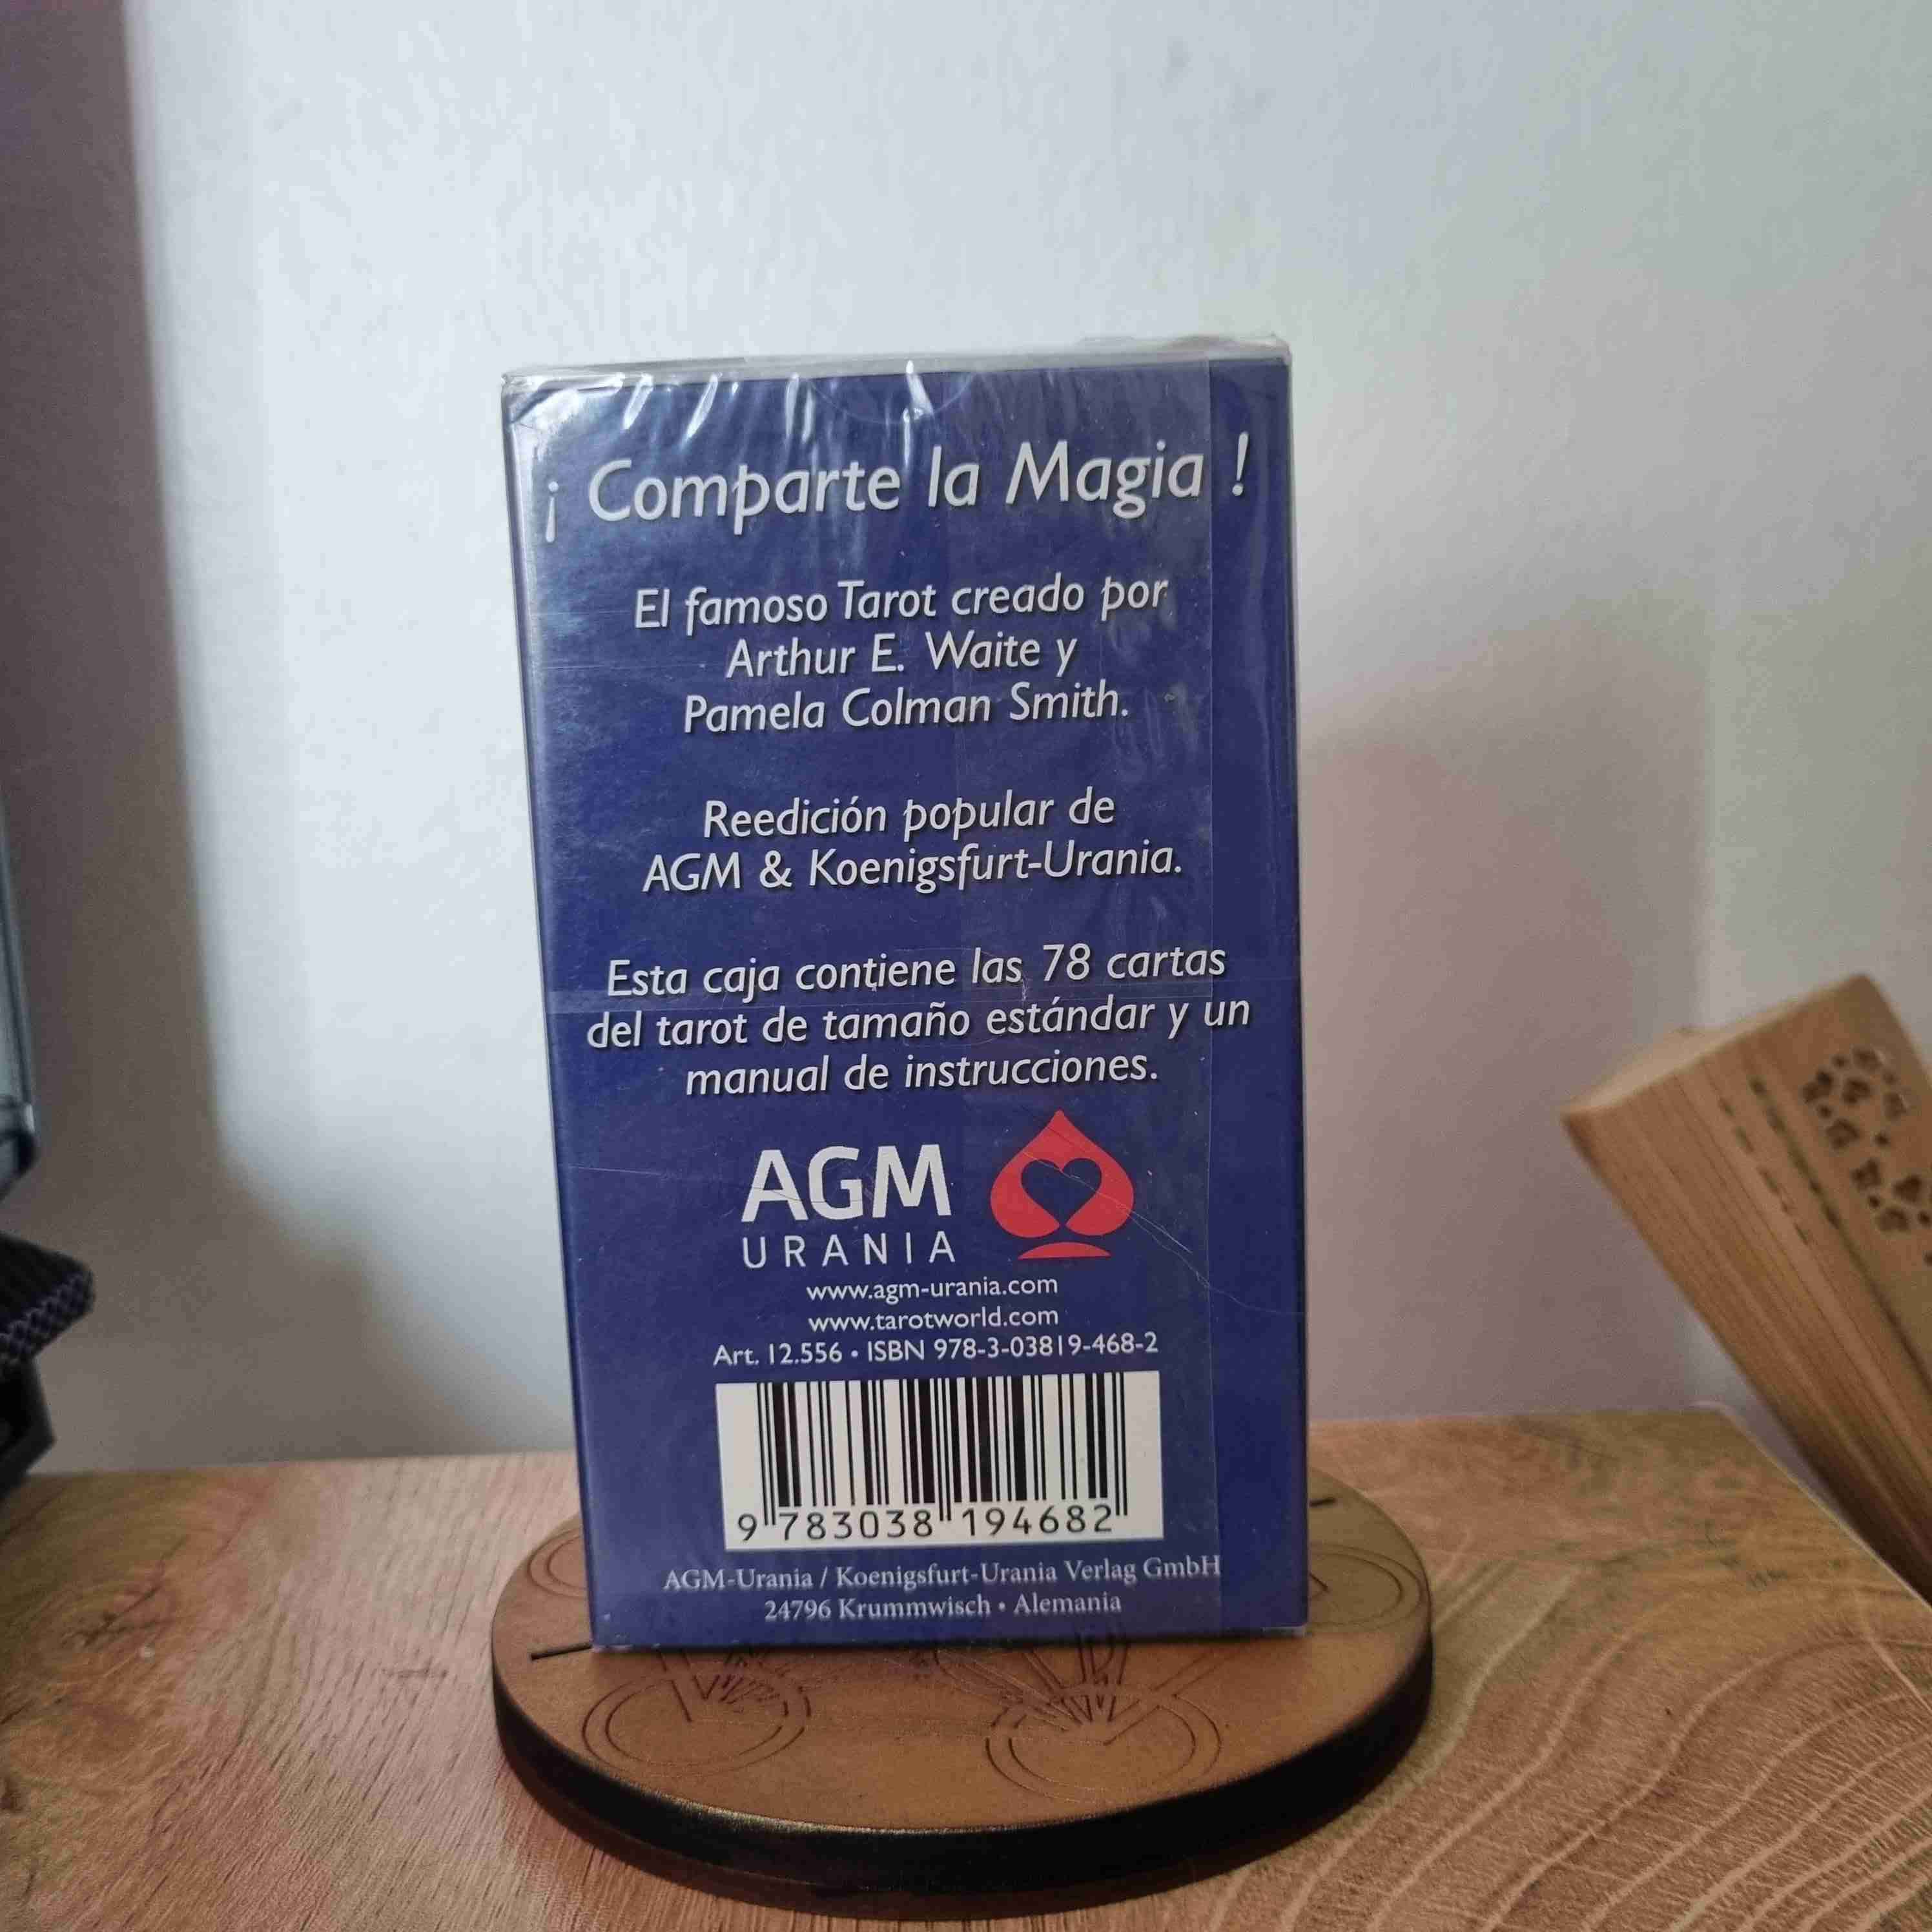 ¡ Comparte la Magia !
El famoso Tarot creado por
Arthur E. Waite y
Pamela Colman Smith.
Reedición popular de
AGM & Koenigsfurt-Urania.
Esta caja contiene las 78 cartas
del tarot de tamaño estándar y un
manual de instrucciones.
AGM
URANIA
www.agm-urania.com
www.tarotworld.com
Art. 12.556 • ISBN 978-3-03819-468-2
9 783038 194682
AGM-Urania / Koenigsfurt-Urania Verlag GmbH
24796 Krummwisch • Alemania